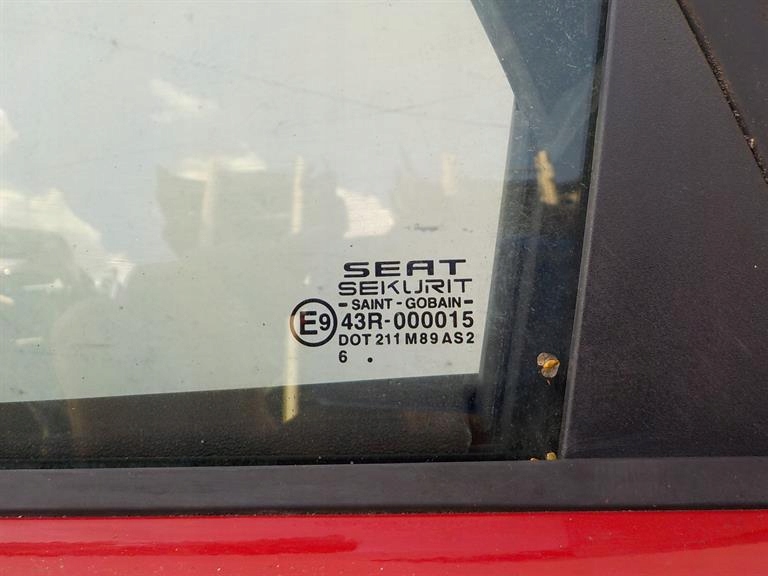 SEAT
SEKURIT
- SAINT - GOBAIN -
E9 43R-000015
DOT 211 M89 AS2
6 .